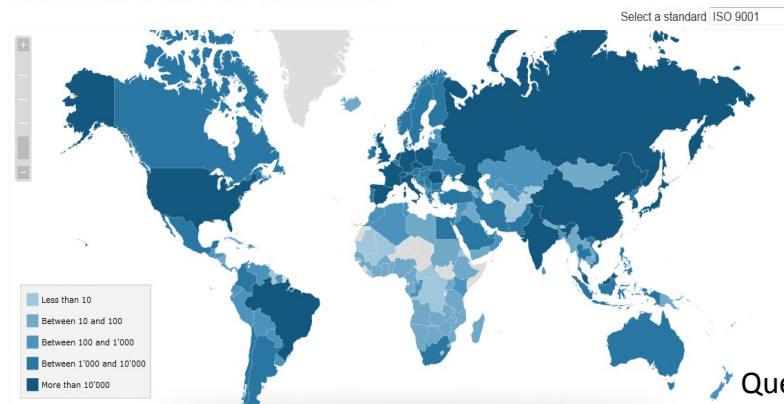 Select a standard ISO 9001
+
−
Less than 10
Between 10 and 100
Between 100 and 1'000
Between 1'000 and 10'000
More than 10'000
Que